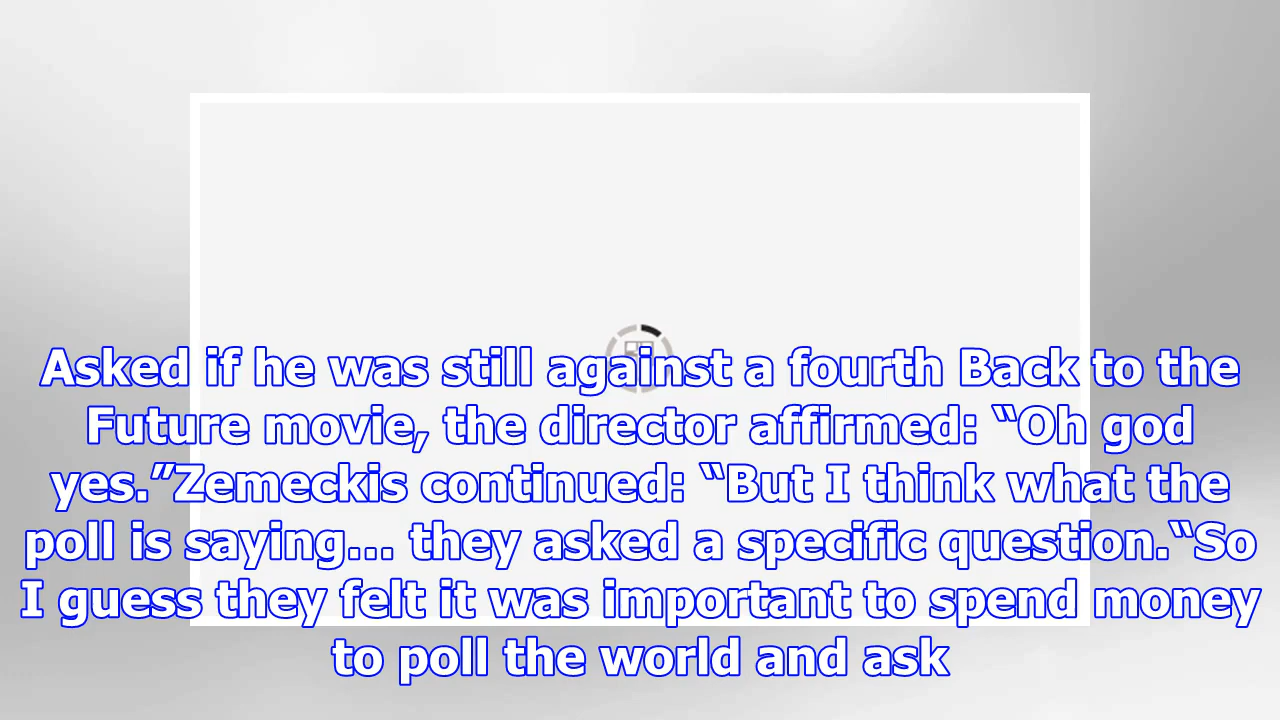 Asked if he was still against a fourth Back to the
Future movie, the director affirmed: “Oh god
yes.”Zemeckis continued: “But I think what the
poll is saying... they asked a specific question.“So
I guess they felt it was important to spend money
to poll the world and ask